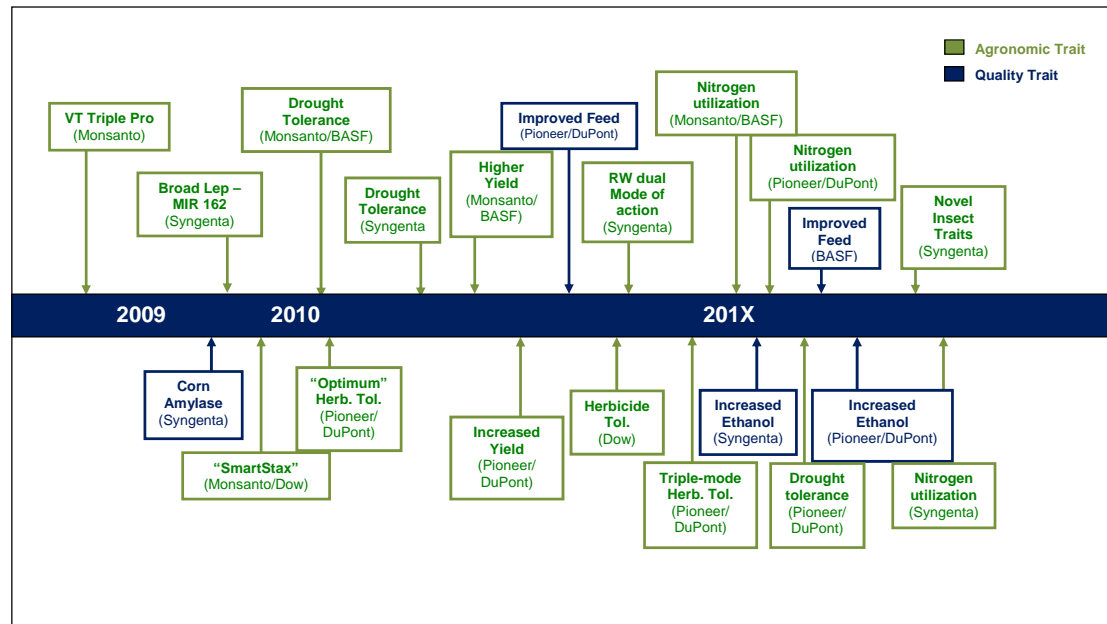 Agronomic Trait
Quality Trait
VT Triple Pro
(Monsanto)
Broad Lep –
MIR 162
(Syngenta)
Drought
Tolerance
(Monsanto/BASF)
Drought
Tolerance
(Syngenta
Higher
Yield
(Monsanto/
BASF)
Improved Feed
(Pioneer/DuPont)
RW dual
Mode of
action
(Syngenta)
Nitrogen
utilization
(Monsanto/BASF)
Nitrogen
utilization
(Pioneer/DuPont)
Improved
Feed
(BASF)
Novel
Insect
Traits
(Syngenta)
2009
2010
201X
Corn
Amylase
(Syngenta)
“SmartStax”
(Monsanto/Dow)
“Optimum”
Herb. Tol.
(Pioneer/
DuPont)
Increased
Yield
(Pioneer/
DuPont)
Herbicide
Tol.
(Dow)
Triple-mode
Herb. Tol.
(Pioneer/
DuPont)
Increased
Ethanol
(Syngenta)
Drought
tolerance
(Pioneer/
DuPont)
Increased
Ethanol
(Pioneer/DuPont)
Nitrogen
utilization
(Syngenta)